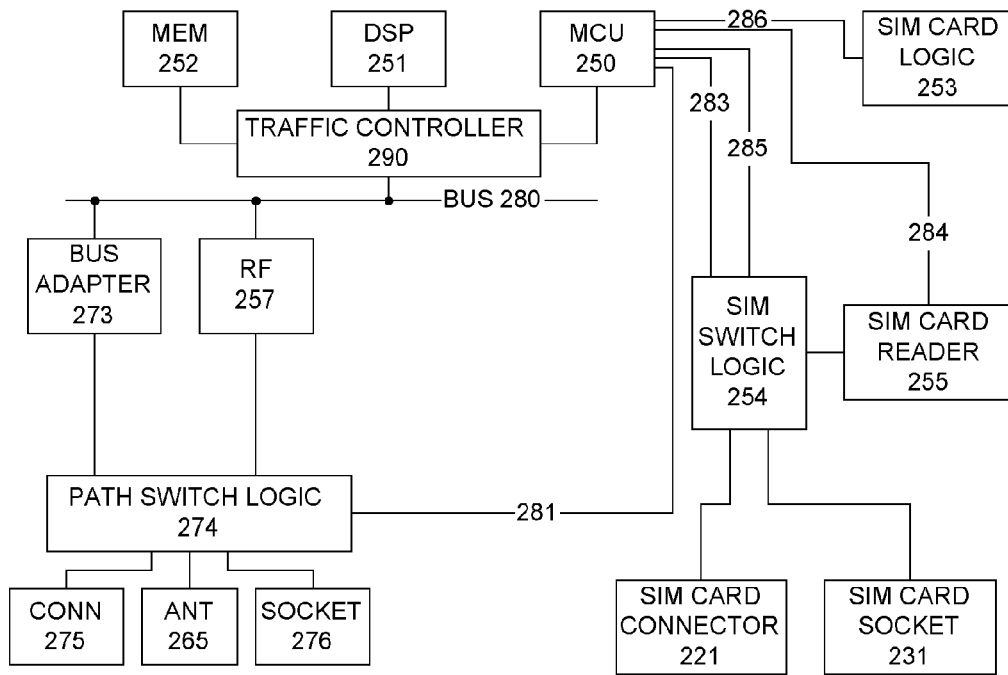 MEM
252
DSP
251
MCU
250
286
SIM CARD
LOGIC
253
283
TRAFFIC CONTROLLER
290
285
BUS 280
284
BUS
ADAPTER
273
RF
257
SIM
SWITCH
LOGIC
254
SIM CARD
READER
255
PATH SWITCH LOGIC
274
281
CONN
275
ANT
265
SOCKET
276
SIM CARD
CONNECTOR
221
SIM CARD
SOCKET
231